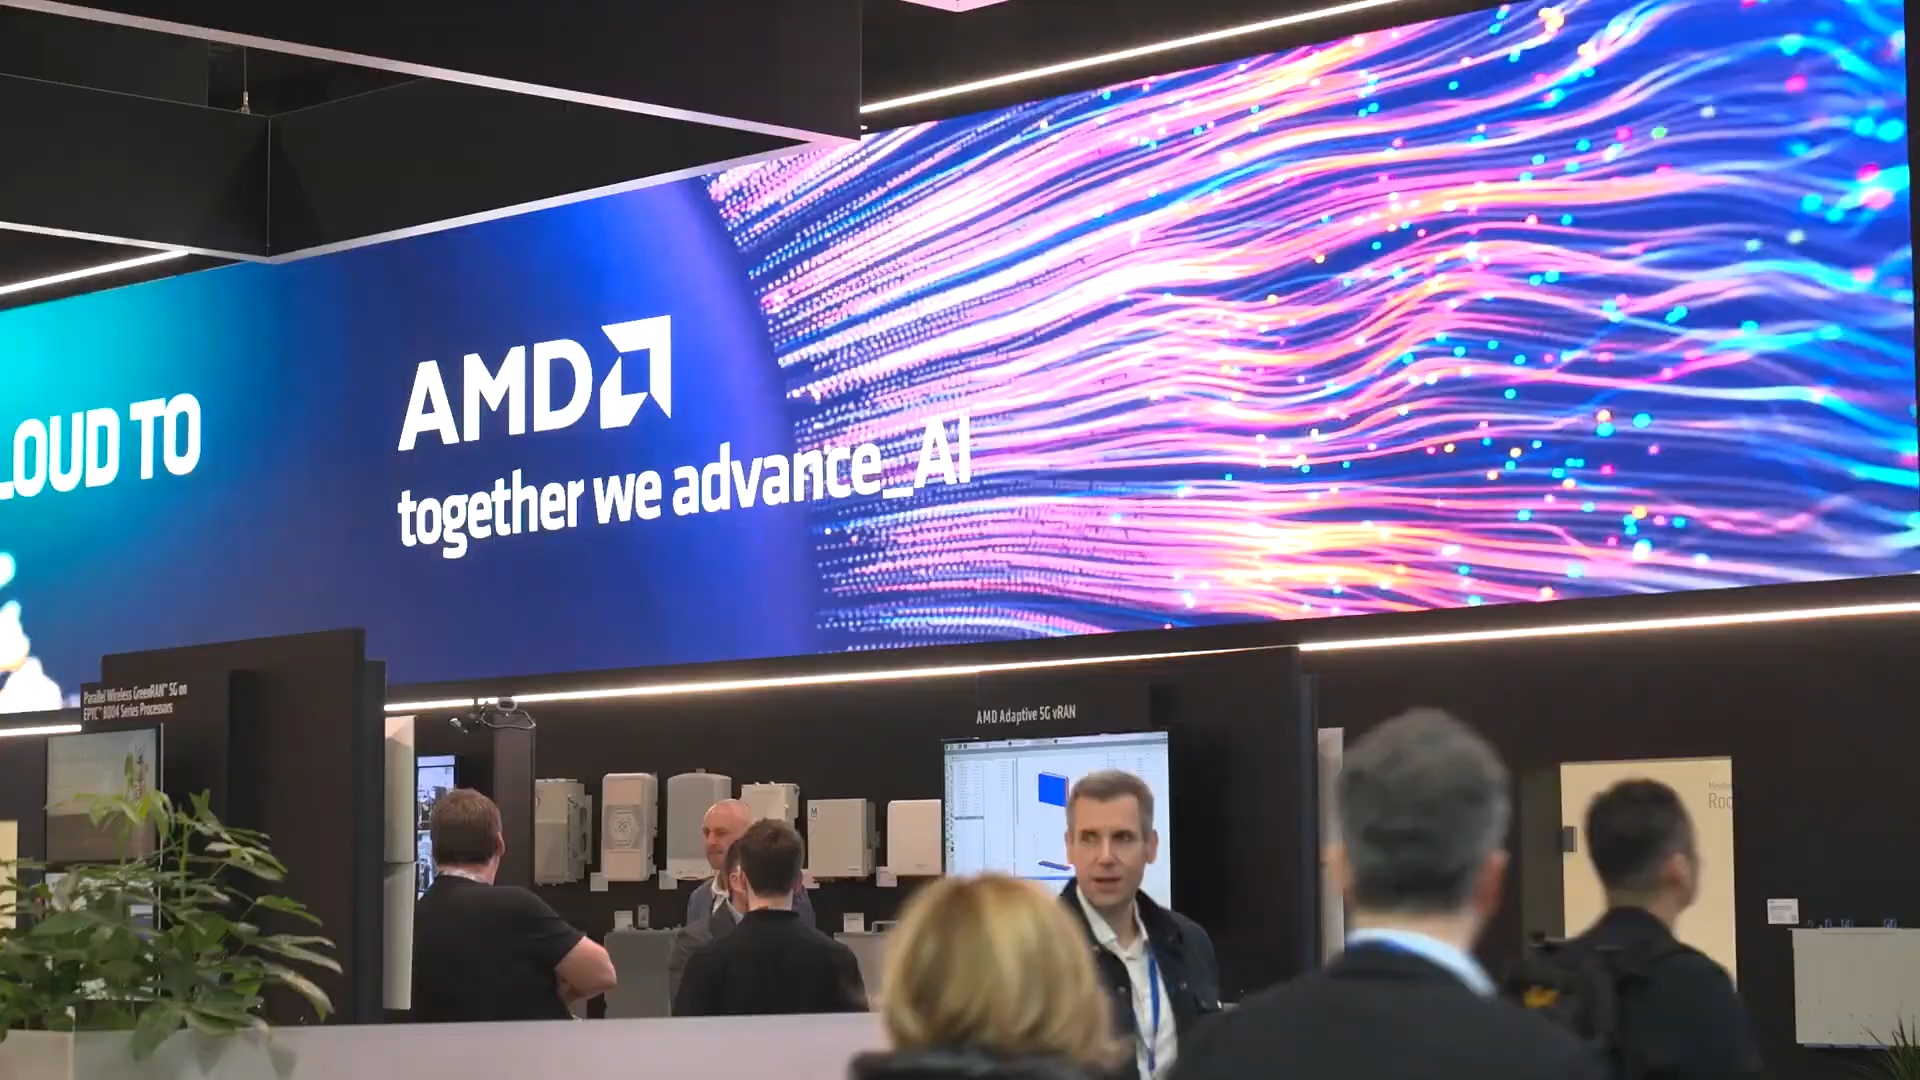 LOUD TO
AMD
together we advance_AI
Parallel Wireless GreenRAN™ 5G on
EPYC™ 8004 Series Processors
AMD Adaptive 5G vRAN
M